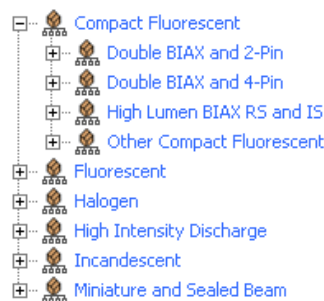 Compact Fluorescent
Double BIAX and 2-Pin
Double BIAX and 4-Pin
High Lumen BIAX RS and IS
Other Compact Fluorescent
Fluorescent
Halogen
High Intensity Discharge
Incandescent
Miniature and Sealed Beam